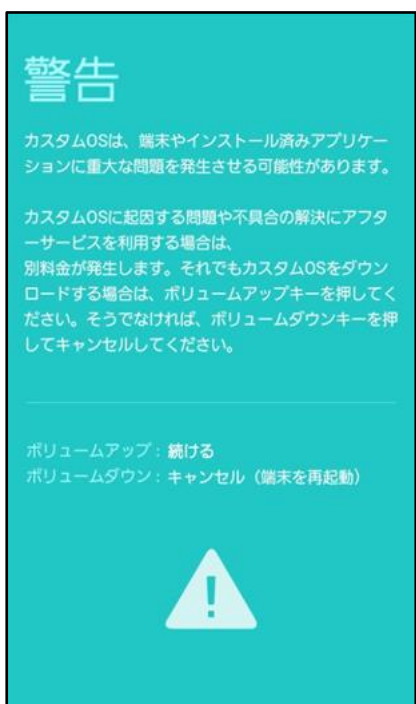 警告
カスタムOSは、端末やインストール済みアプリケー
ションに重大な問題を発生させる可能性があります。
カスタムOSに起因する問題や不具合の解決にアフタ
ーサービスを利用する場合は、
別料金が発生します。それでもカスタムOSをダウン
ロードする場合は、ボリュームアップキーを押してく
ださい。そうでなければ、ボリュームダウンキーを押
してキャンセルしてください。
ボリュームアップ : 続ける
ボリュームダウン : キャンセル（端末を再起動）